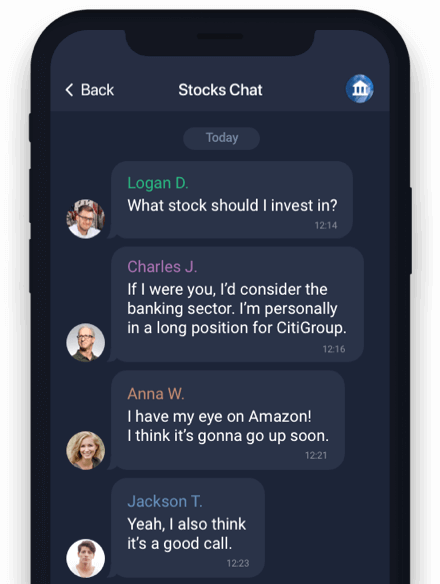 Back
Stocks Chat
Today
Logan D.
What stock should I invest in?
12:14
Charles J.
If I were you, I’d consider the
banking sector. I’m personally
in a long position for CitiGroup.
12:16
Anna W.
I have my eye on Amazon!
I think it’s gonna go up soon.
12:21
Jackson T.
Yeah, I also think
it’s a good call.
12:23